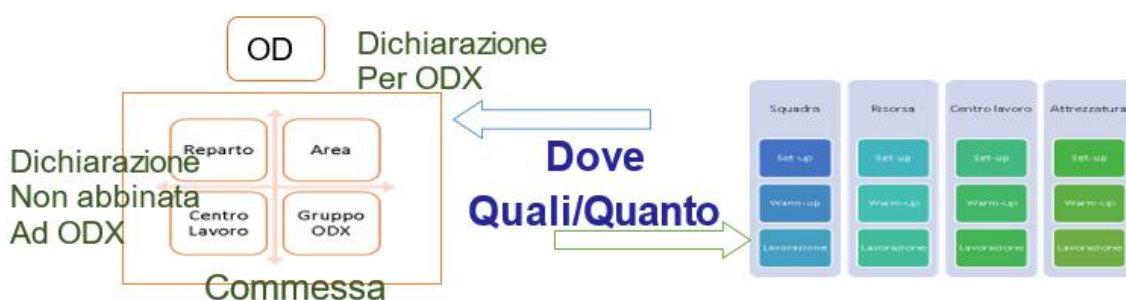 OD
Dichiarazione
Per ODX
Reparto
Area
Centro
Lavoro
Gruppo
ODX
Dichiarazione
Non abbinata
Ad ODX
Commessa
Dove
Quali/Quanto
Squadra
Risorsa
Centro lavoro
Attrezzatura
Set-up
Set-up
Set-up
Set-up
Warm-up
Warm-up
Warm-up
Warm-up
Lavorazione
Lavorazione
Lavorazione
Lavorazione